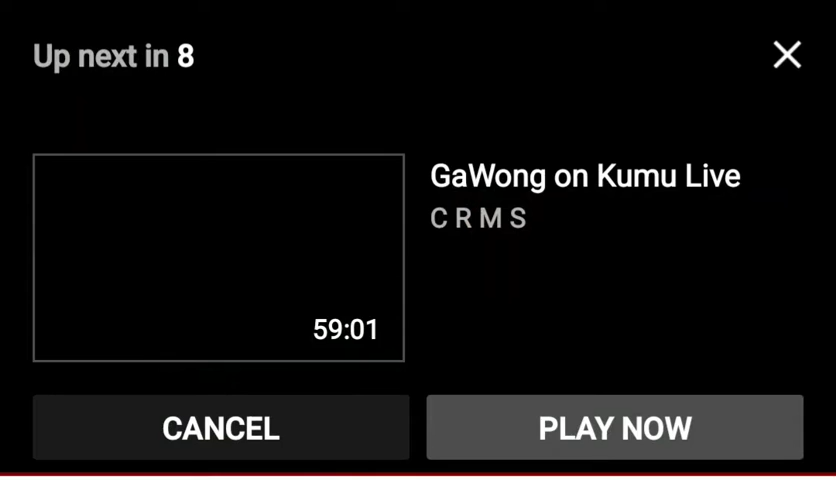 Up next in 8
GaWong on Kumu Live
C R M S
59:01
CANCEL
PLAY NOW